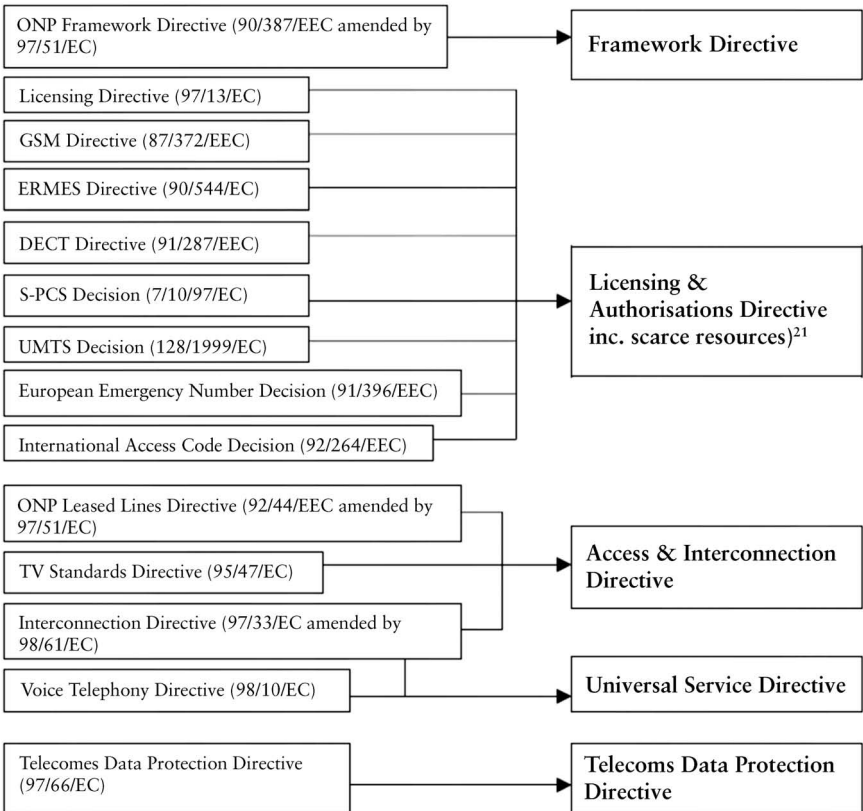 ONP Framework Directive (90/387/EEC amended by
97/51/EC)
Framework Directive
Licensing Directive (97/13/EC)
GSM Directive (87/372/EEC)
ERMES Directive (90/544/EC)
DECT Directive (91/287/EEC)
S-PCS Decision (7/10/97/EC)
UMTS Decision (128/1999/EC)
European Emergency Number Decision (91/396/EEC)
International Access Code Decision (92/264/EEC)
Licensing &
Authorisations Directive
inc. scarce resources)²¹
ONP Leased Lines Directive (92/44/EEC amended by
97/51/EC)
TV Standards Directive (95/47/EC)
Interconnection Directive (97/33/EC amended by
98/61/EC)
Access & Interconnection
Directive
Voice Telephony Directive (98/10/EC)
Universal Service Directive
Telecomes Data Protection Directive
(97/66/EC)
Telecoms Data Protection
Directive